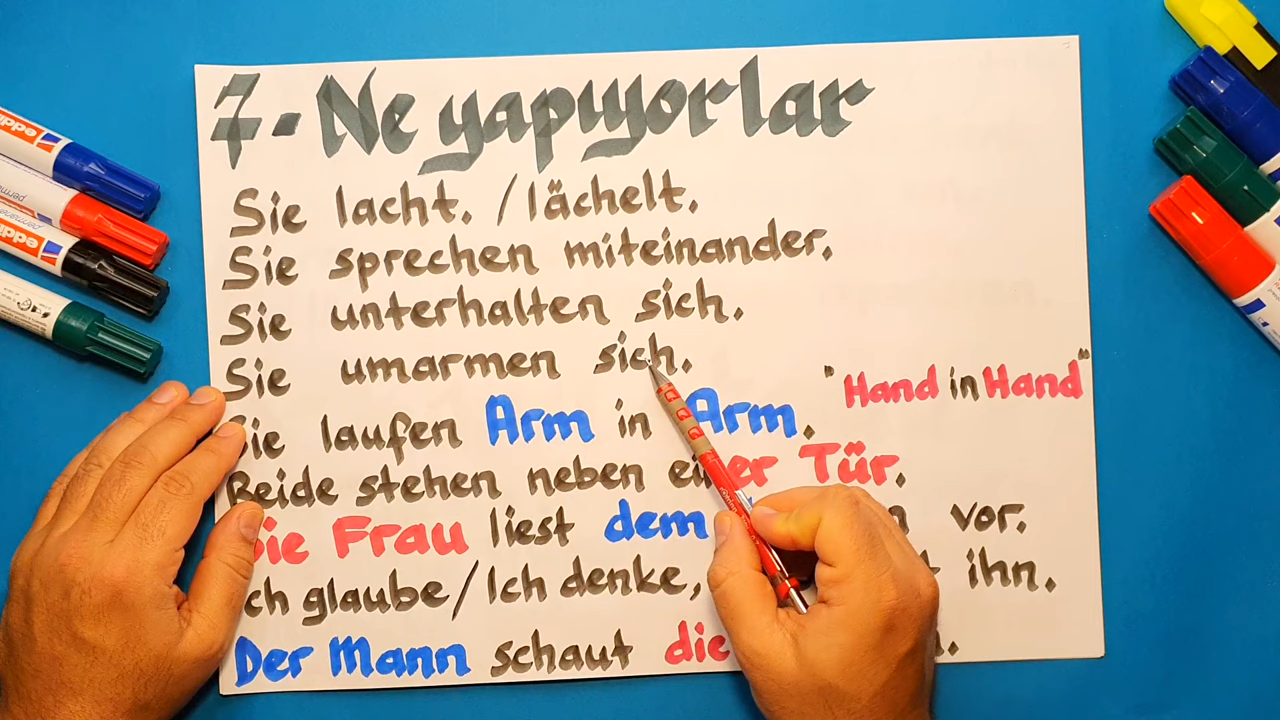 7- Ne yapıyorlar
Sie lacht. /lächelt.
Sie sprechen miteinander.
Sie unterhalten sich.
Sie umarmen sich.
"Hand in Hand"
Sie laufen Arm in Arm.
Beide stehen neben einer Tür.
Die Frau liest dem vor.
Ich glaube/Ich denke, ihn.
Der Mann schaut die